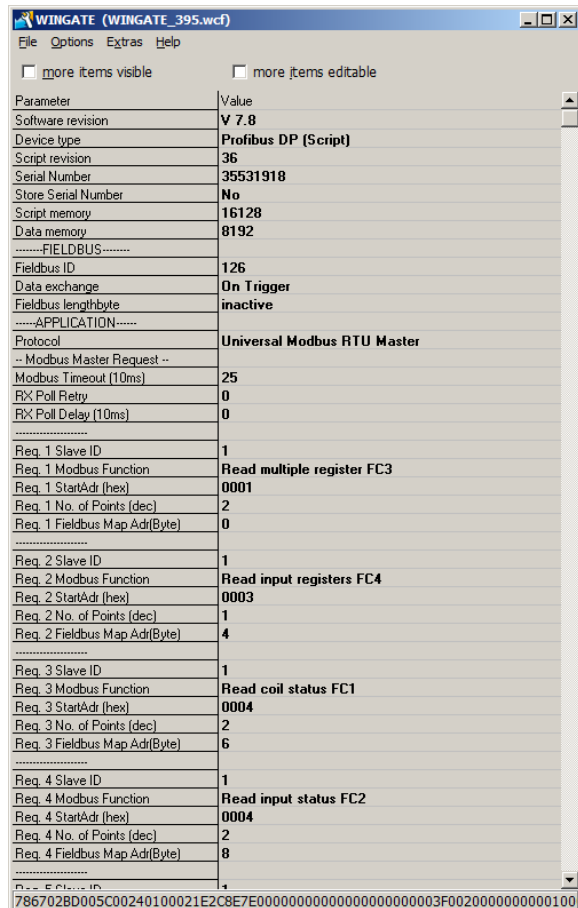 WINGATE (WINGATE_395.wcf)
File Options Extras Help
more items visible more items editable
Parameter Value
Software revision V 7.8
Device type Profibus DP (Script)
Script revision 36
Serial Number 35531918
Store Serial Number No
Script memory 16128
Data memory 8192
--------FIELDBUS--------
Fieldbus ID 126
Data exchange On Trigger
Fieldbus lengthbyte inactive
------APPLICATION------
Protocol Universal Modbus RTU Master
-- Modbus Master Request --
Modbus Timeout (10ms) 25
RX Poll Retry 0
RX Poll Delay (10ms) 0
---------------------
Req. 1 Slave ID 1
Req. 1 Modbus Function Read multiple register FC3
Req. 1 StartAdr (hex) 0001
Req. 1 No. of Points (dec) 2
Req. 1 Fieldbus Map Adr(Byte) 0
---------------------
Req. 2 Slave ID 1
Req. 2 Modbus Function Read input registers FC4
Req. 2 StartAdr (hex) 0003
Req. 2 No. of Points (dec) 1
Req. 2 Fieldbus Map Adr(Byte) 4
---------------------
Req. 3 Slave ID 1
Req. 3 Modbus Function Read coil status FC1
Req. 3 StartAdr (hex) 0004
Req. 3 No. of Points (dec) 2
Req. 3 Fieldbus Map Adr(Byte) 6
---------------------
Req. 4 Slave ID 1
Req. 4 Modbus Function Read input status FC2
Req. 4 StartAdr (hex) 0004
Req. 4 No. of Points (dec) 2
Req. 4 Fieldbus Map Adr(Byte) 8
---------------------
Req. 5 Slave ID 1